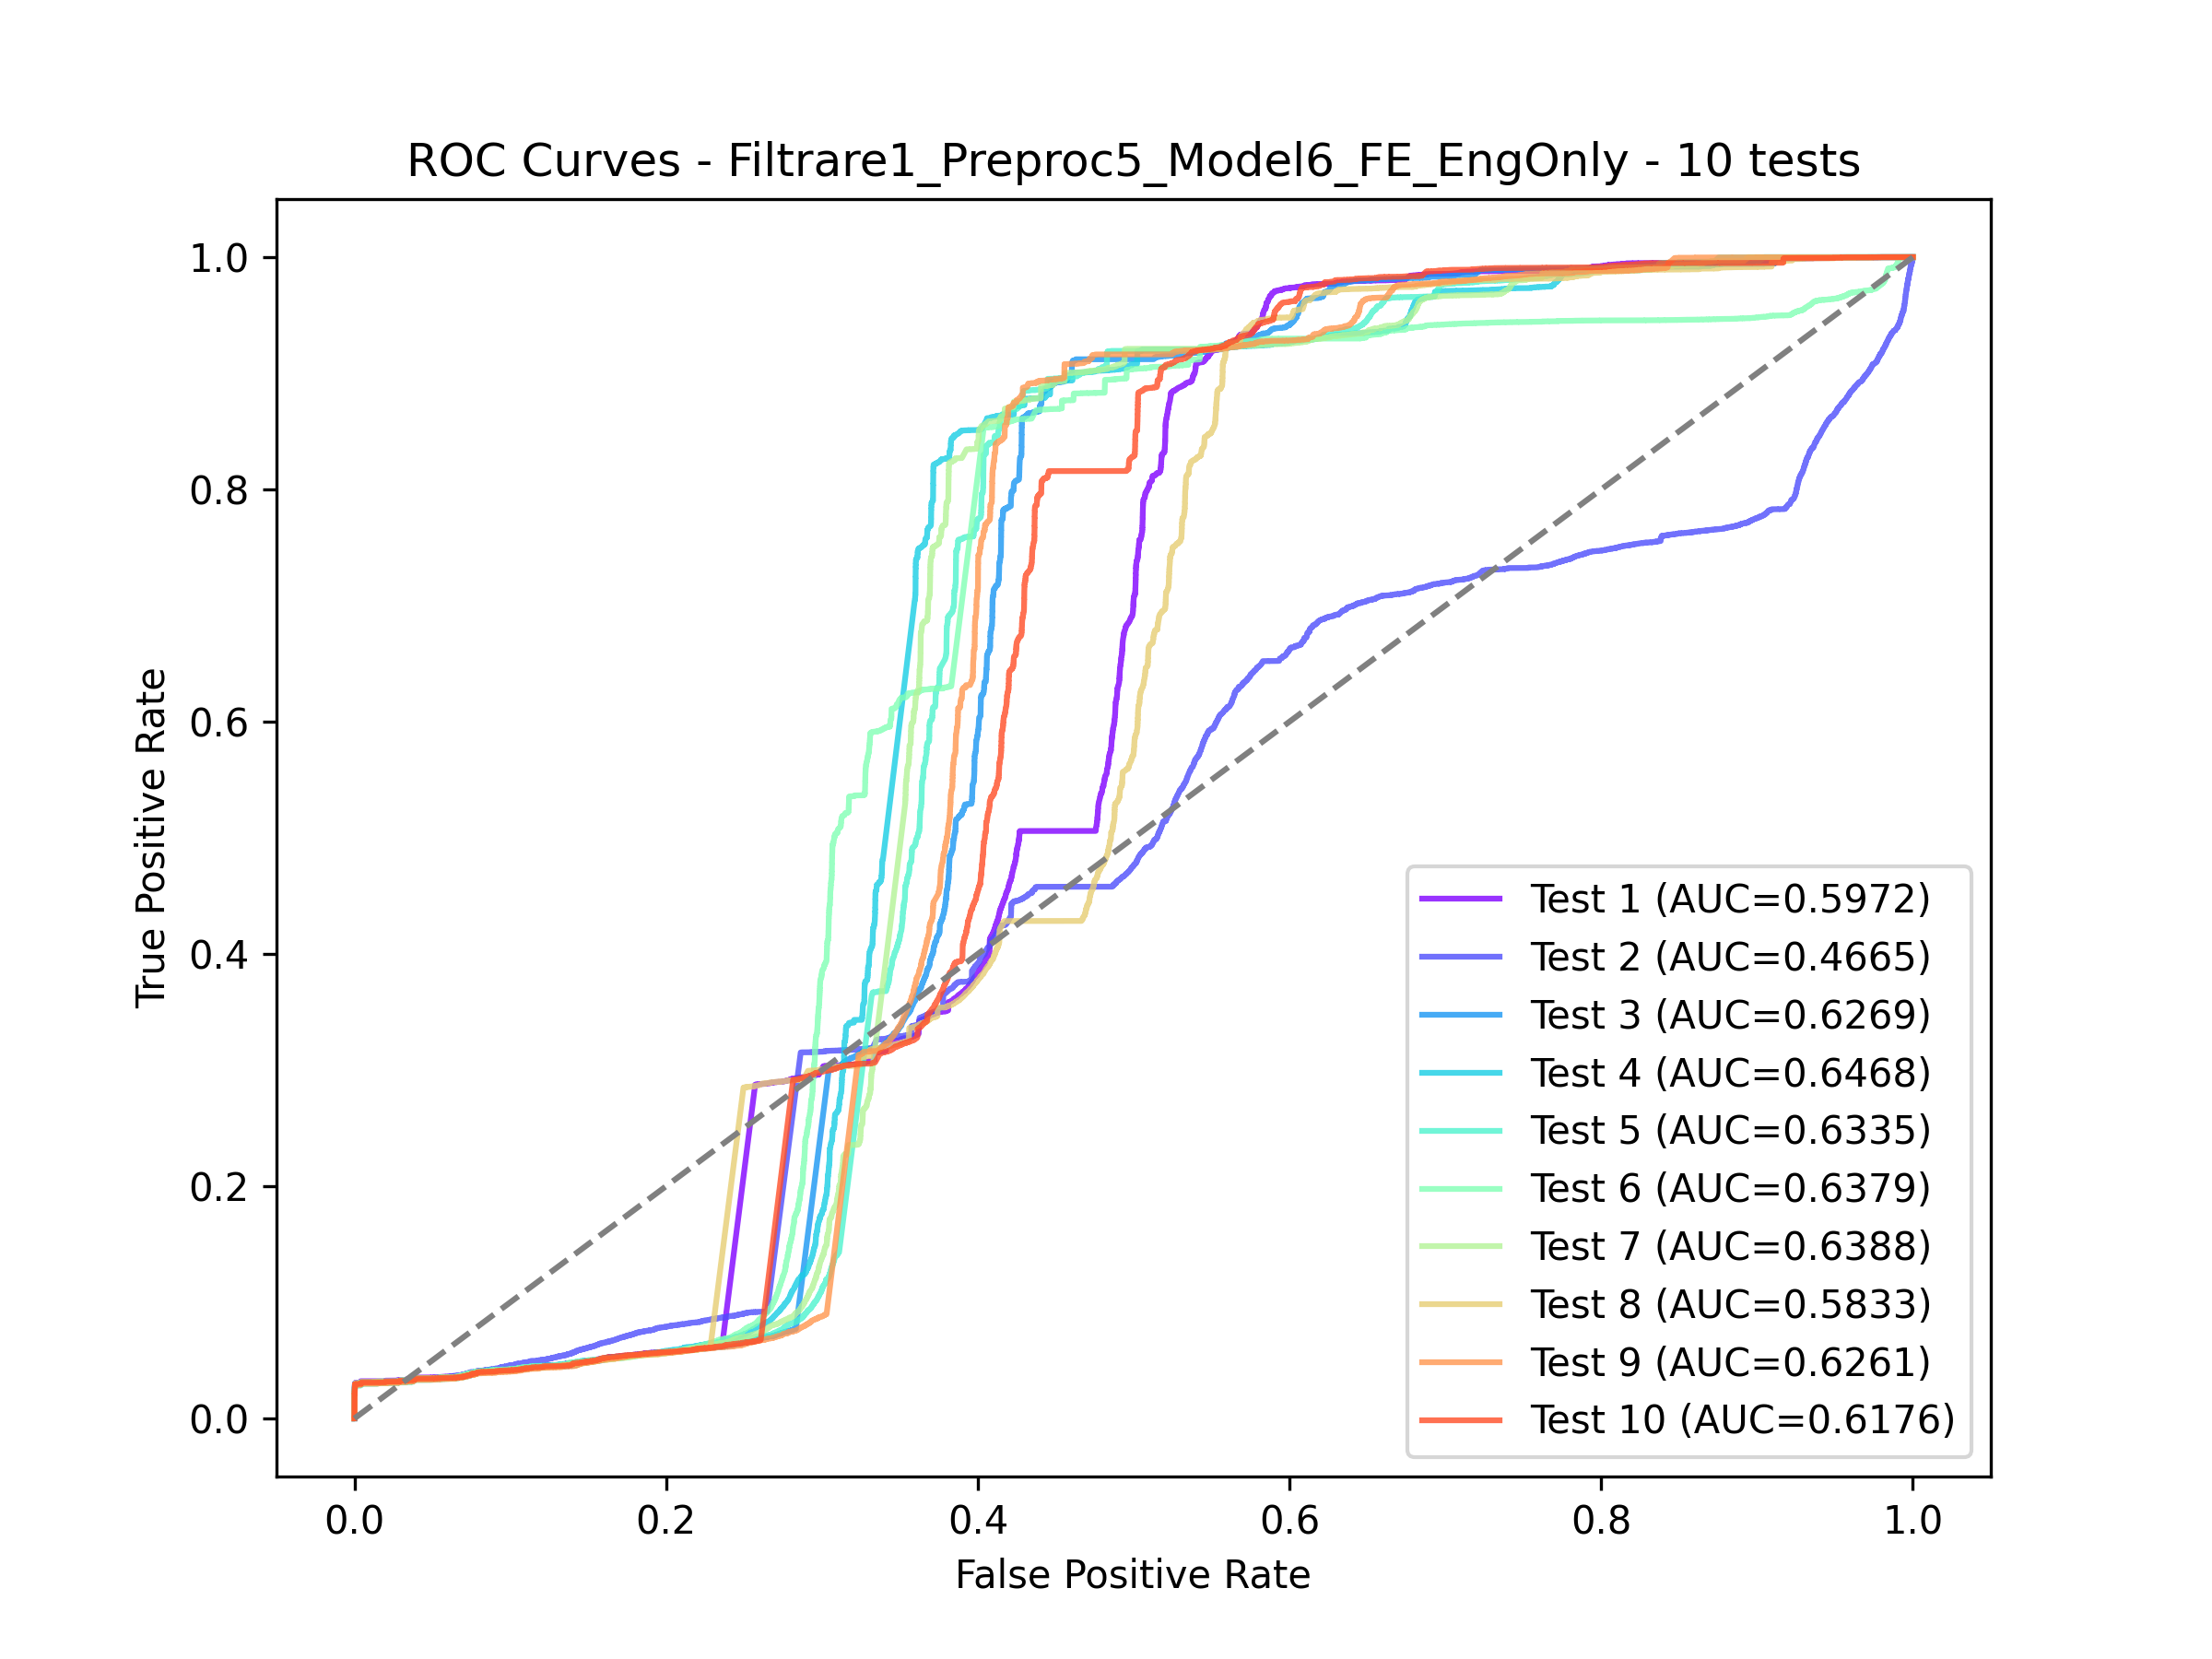 ROC Curves - Filtrare1_Preproc5_Model6_FE_EngOnly - 10 tests
True Positive Rate
1.0
0.8
0.6
0.4
0.2
0.0
0.0 0.2 0.4 0.6 0.8 1.0
False Positive Rate
Test 1 (AUC=0.5972)
Test 2 (AUC=0.4665)
Test 3 (AUC=0.6269)
Test 4 (AUC=0.6468)
Test 5 (AUC=0.6335)
Test 6 (AUC=0.6379)
Test 7 (AUC=0.6388)
Test 8 (AUC=0.5833)
Test 9 (AUC=0.6261)
Test 10 (AUC=0.6176)